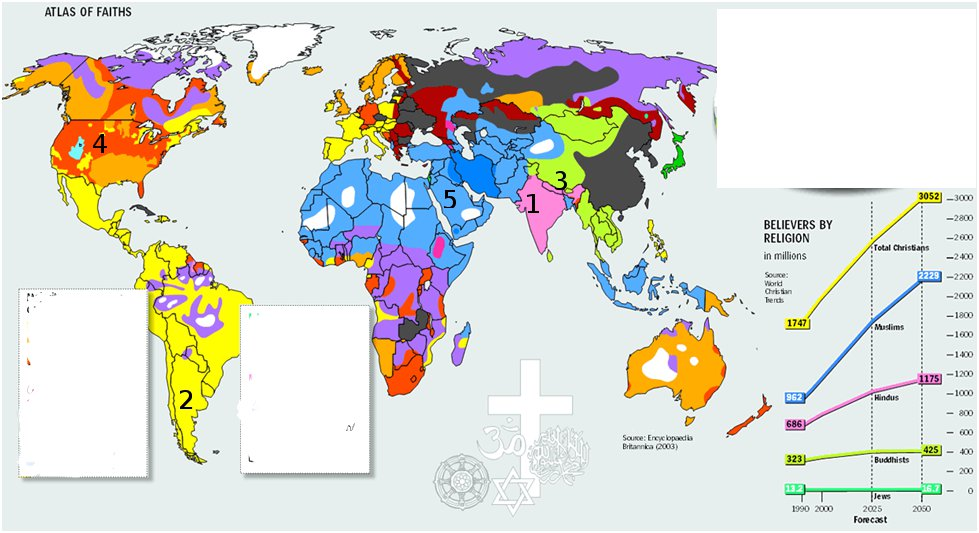 ATLAS OF FAITHS
4
3
5
1
2
BELIEVERS BY
RELIGION
in millions
Source:
World
Christian
Trends
3052
3000
2800
2600
2400
Total Christians
2229
2200
2000
1747
1800
Muslims
1600
1400
1175
1200
962
1000
Hindus
800
686
600
425
400
323
Buddhists
200
13.2
16.7
0
Jews
1990
2000
2025
2050
Forecast
Source: Encyclopaedia
Britannica (2003)